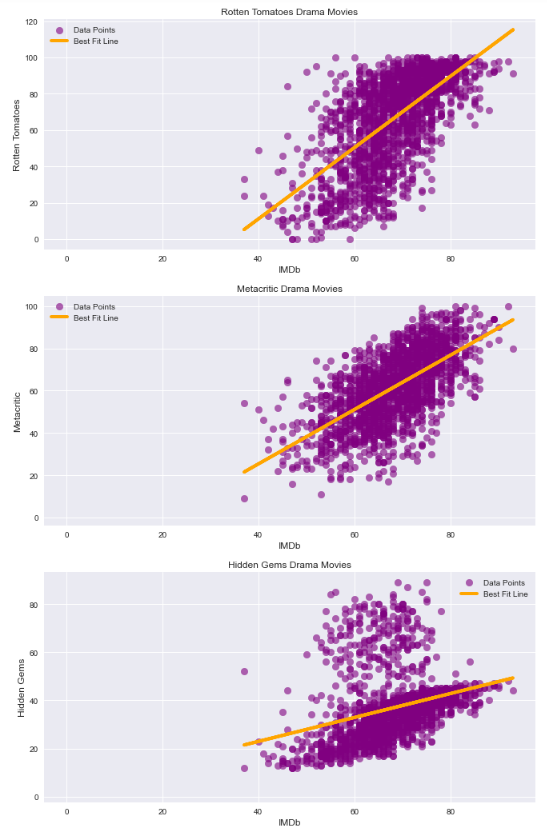 Rotten Tomatoes Drama Movies
Data Points
Best Fit Line
120
100
80
60
40
20
0
Rotten Tomatoes
0 20 40 60 80
IMDb
Metacritic Drama Movies
Data Points
Best Fit Line
100
80
60
40
20
0
Metacritic
0 20 40 60 80
IMDb
Hidden Gems Drama Movies
Data Points
Best Fit Line
80
60
40
20
0
Hidden Gems
0 20 40 60 80
IMDb